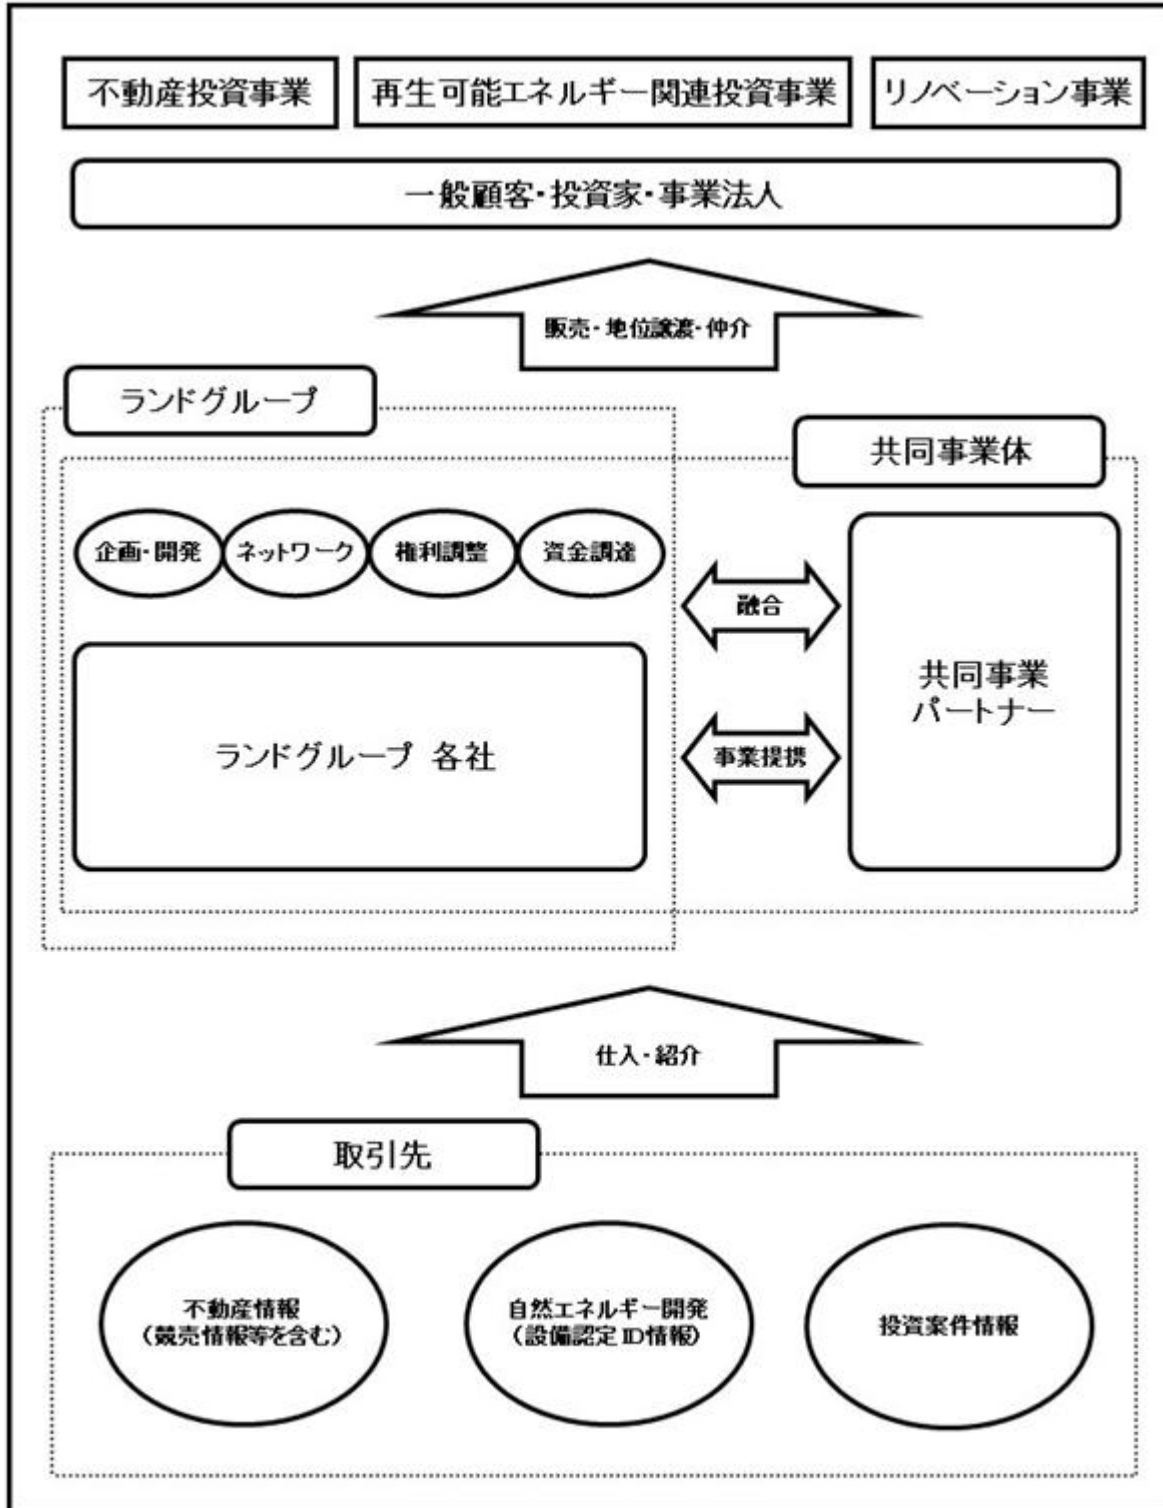 不動産投資事業
再生可能エネルギー関連投資事業
リノベーション事業
一般顧客・投資家・事業法人
販売・地位譲渡・仲介
ランドグループ
共同事業体
企画・開発
ネットワーク
権利調整
資金調達
融合
共同事業
パートナー
ランドグループ 各社
事業提携
仕入・紹介
取引先
不動産情報
（競売情報等を含む）
自然エネルギー開発
（設備認定ID情報）
投資案件情報